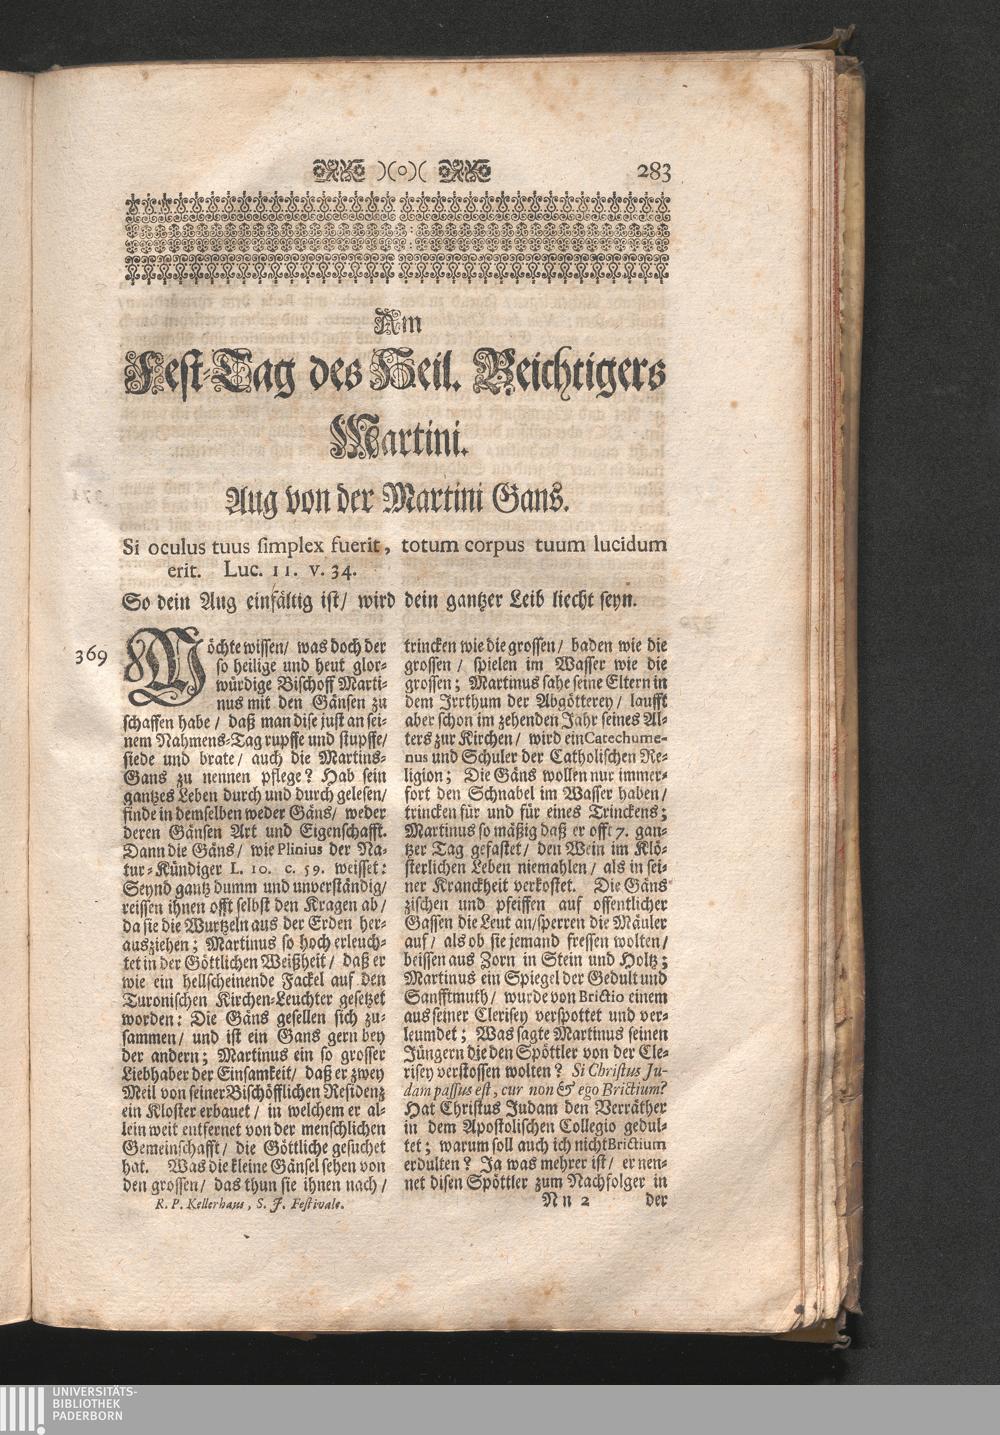 )(o)( 283
Am
Fest-Tag des Heil. Beichtigers
Martini.
Aug von der Martini Gans.
Si oculus tuus simplex fuerit, totum corpus tuum lucidum
erit. Luc. 11. v. 34.
So dein Aug einfältig ist/ wird dein gantzer Leib liecht seyn.
369
Möchte wissen/ was doch der
so heilige und heut glor-
würdige Bischoff Marti-
nus mit den Gänsen zu
schaffen habe/ daß man dise just an sei-
nem Nahmens-Tag rupffe und stupffe/
siede und brate/ auch die Martins-
Gans zu nennen pflege? Hab sein
gantzes Leben durch und durch gelesen/
finde in demselben weder Gäns/ weder
deren Gänsen Art und Eigenschafft.
Dann die Gäns/ wie Plinius der Na-
tur-Kündiger L. 10. c. 59. weisset:
Seynd gantz dumm und unverständig/
reissen ihnen offt selbst den Kragen ab/
da sie die Wurtzeln aus der Erden her-
ausziehen; Martinus so hoch erleuch-
tet in der Göttlichen Weißheit/ daß er
wie ein hellscheinende Fackel auf den
Turonischen Kirchen-Leuchter gesetzet
worden: Die Gäns gesellen sich zu-
sammen/ und ist ein Gans gern bey
der andern; Martinus ein so grosser
Liebhaber der Einsamkeit/ daß er zwey
Meil von seiner Bischöfflichen Residenz
ein Kloster erbauet/ in welchem er al-
lein weit entfernet von der menschlichen
Gemeinschafft/ die Göttliche gesuchet
hat. Was die kleine Gänsel sehen von
den grossen/ das thun sie ihnen nach/
R. P. Kellerhaus, S. J. Festivale.
trincken wie die grossen/ baden wie die
grossen/ spielen im Wasser wie die
grossen; Martinus sahe seine Eltern in
dem Irrthum der Abgötterey/ laufft
aber schon im zehenden Jahr seines Al-
ters zur Kirchen/ wird ein Catechume-
nus und Schuler der Catholischen Re-
ligion; Die Gäns wollen nur immer-
fort den Schnabel im Wasser haben/
trincken für und für eines Trinckens;
Martinus so mäßig daß er offt 7. gan-
tzer Tag gefastet/ den Wein im Klö-
sterlichen Leben niemahlen/ als in sei-
ner Kranckheit verkostet. Die Gäns
zischen und pfeiffen auf offentlicher
Gassen die Leut an/ sperren die Mäuler
auf/ als ob sie jemand fressen wolten/
beissen aus Zorn in Stein und Holtz;
Martinus ein Spiegel der Gedult und
Sanfftmuth/ wurde von Brictio einem
aus seiner Clerisey verspottet und ver-
leumdet; Was sagte Martinus seinen
Jüngern die den Spöttler von der Cle-
risey verstossen wolten? Si Christus Ju-
dam passus est, cur non & ego Brictium?
Hat Christus Judam den Verräther
in dem Apostolischen Collegio gedul-
tet; warum soll auch ich nicht Brictium
erdulten? Ja was mehrer ist/ er nen-
net disen Spöttler zum Nachfolger in
Nn 2 der
UNIVERSITÄTS-
BIBLIOTHEK
PADERBORN